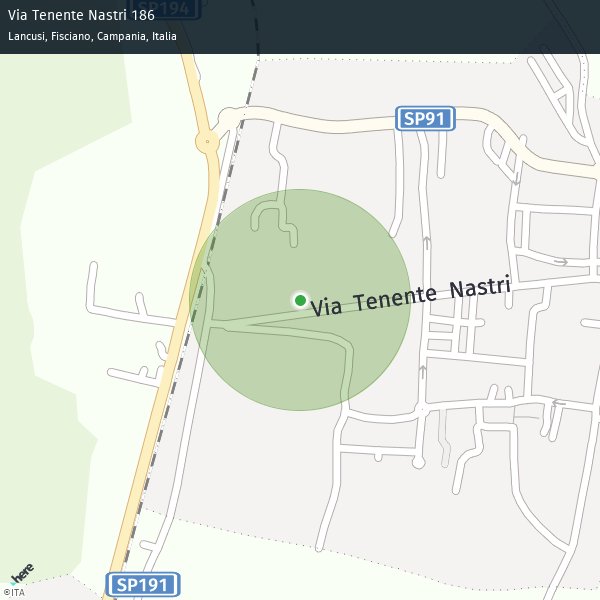 Via Tenente Nastri 186
SP194
Lancusi, Fisciano, Campania, Italia
SP91
Via Tenente Nastri
SP191
here
©ITA